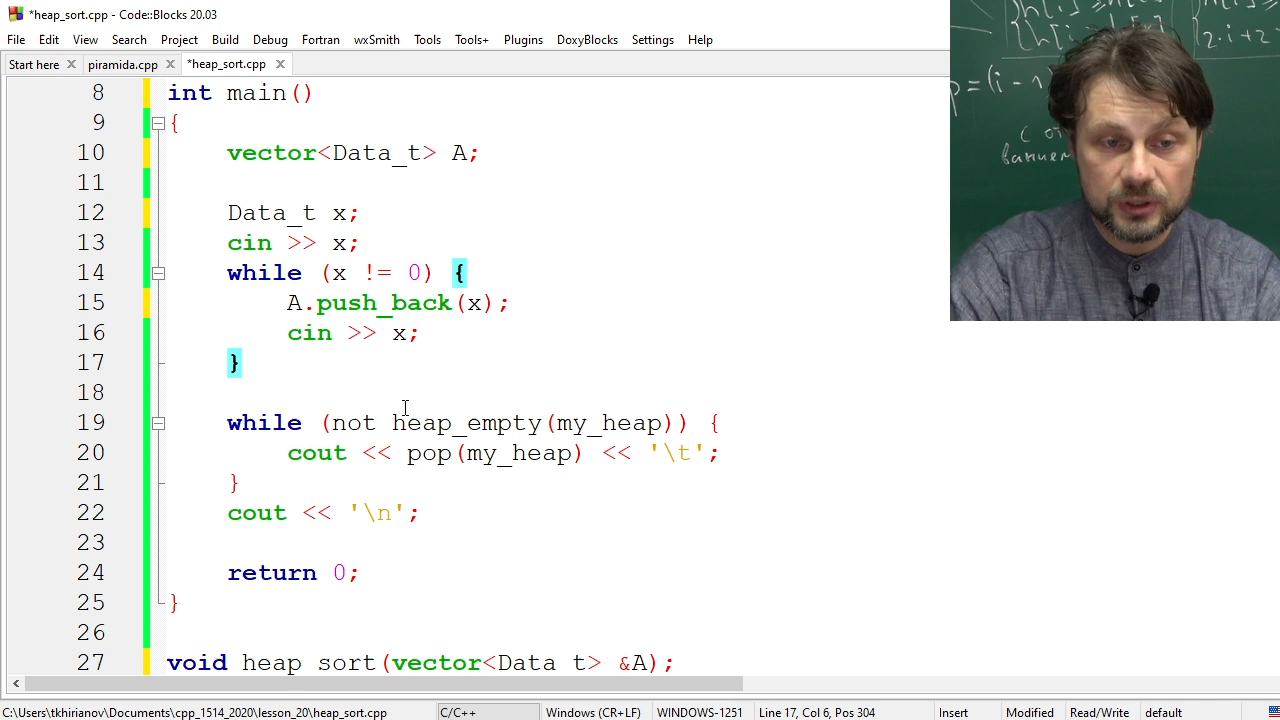 *heap_sort.cpp - Code::Blocks 20.03
File Edit View Search Project Build Debug Fortran wxSmith Tools Tools+ Plugins DoxyBlocks Settings Help
Start here piramida.cpp *heap_sort.cpp
8 int main()
9 {
10 vector<Data_t> A;
11
12 Data_t x;
13 cin >> x;
14 while (x != 0) {
15 A.push_back(x);
16 cin >> x;
17 }
18
19 while (not heap_empty(my_heap)) {
20 cout << pop(my_heap) << '\t';
21 }
22 cout << '\n';
23
24 return 0;
25 }
26
27 void heap_sort(vector<Data_t> &A);
C:\Users\tkhirianov\Documents\cpp_1514_2020\lesson_20\heap_sort.cpp C/C++ Windows (CR+LF) WINDOWS-1251 Line 17, Col 6, Pos 304 Insert Modified Read/Write default